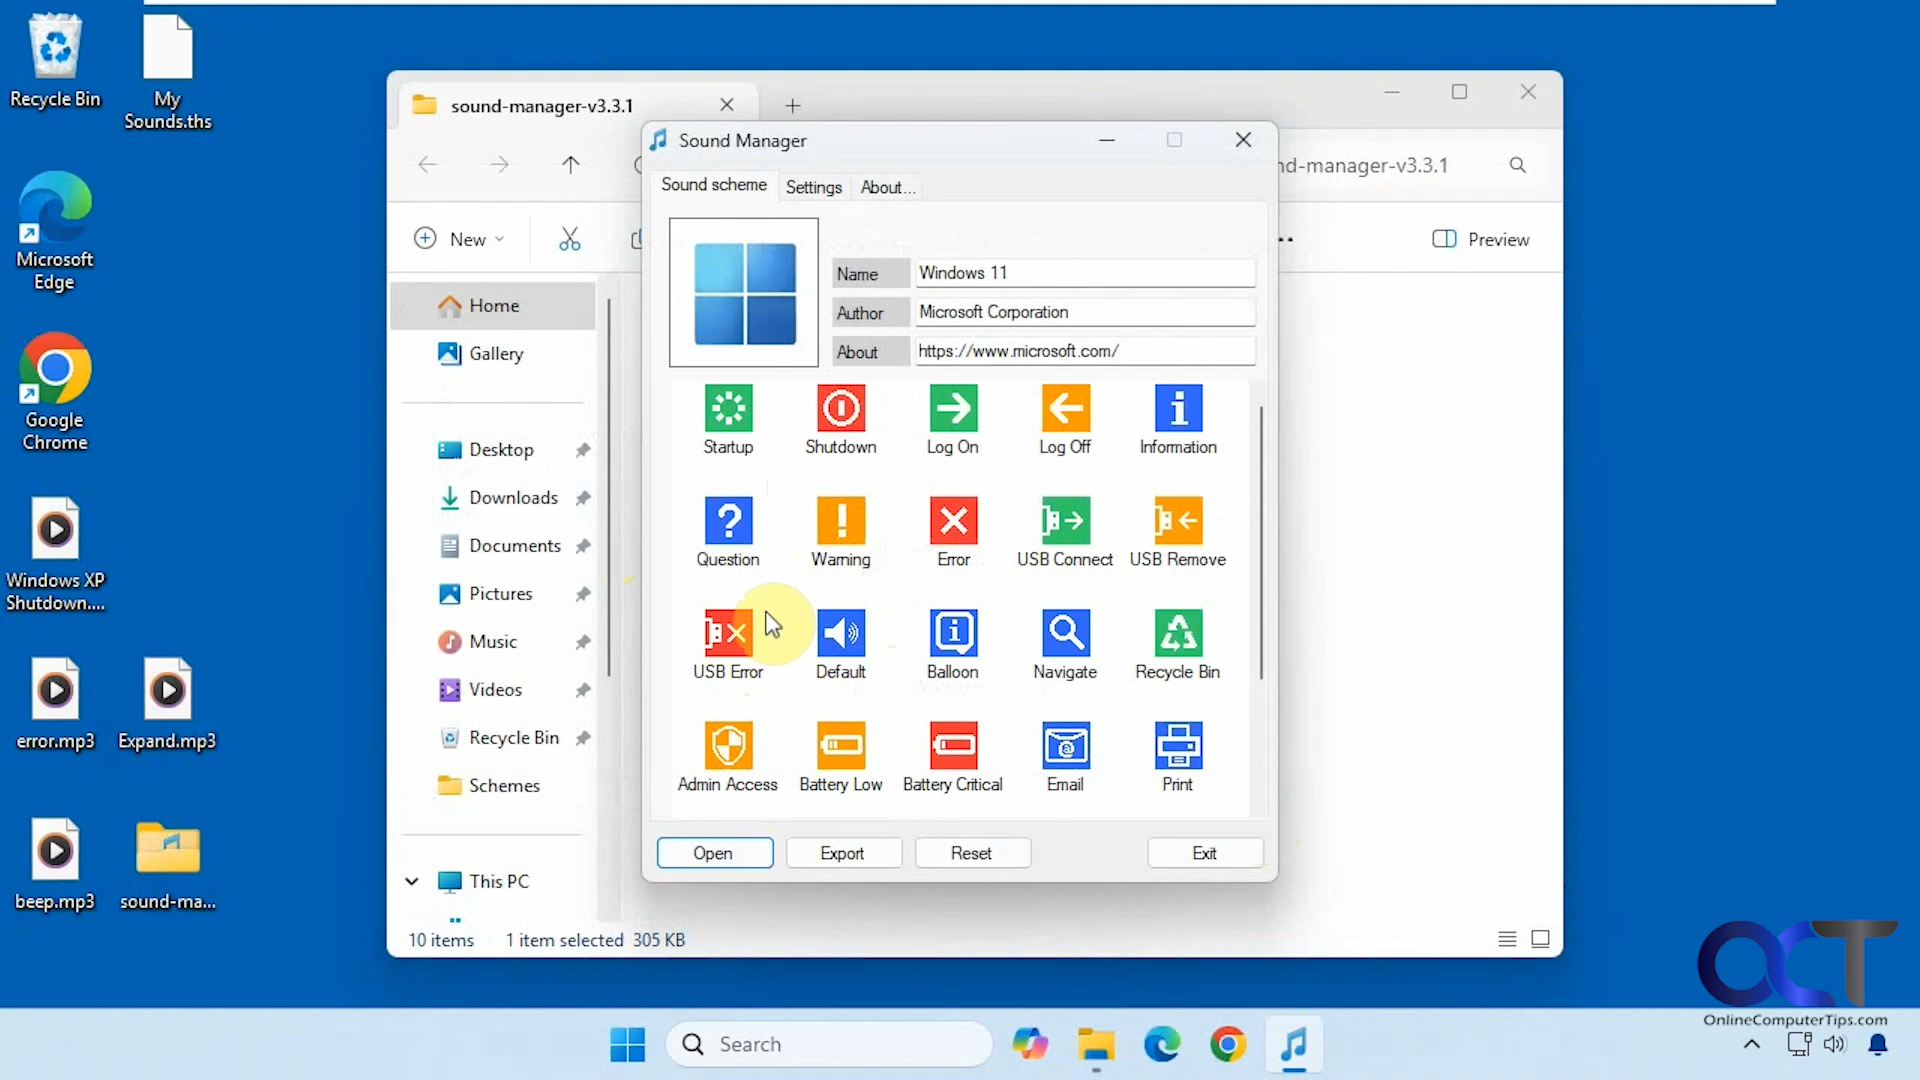 Recycle Bin
My
Sounds.ths
Microsoft
Edge
Google
Chrome
Windows XP
Shutdown....
error.mp3
Expand.mp3
beep.mp3
sound-ma...
sound-manager-v3.3.1
nd-manager-v3.3.1
New
Preview
Home
Gallery
Desktop
Downloads
Documents
Pictures
Music
Videos
Recycle Bin
Schemes
This PC
10 items
1 item selected 305 KB
Sound Manager
Sound scheme
Settings
About...
Name
Windows 11
Author
Microsoft Corporation
About
https://www.microsoft.com/
Startup
Shutdown
Log On
Log Off
Information
Question
Warning
Error
USB Connect
USB Remove
USB Error
Default
Balloon
Navigate
Recycle Bin
Admin Access
Battery Low
Battery Critical
Email
Print
Open
Export
Reset
Exit
OCT
OnlineComputerTips.com
Search